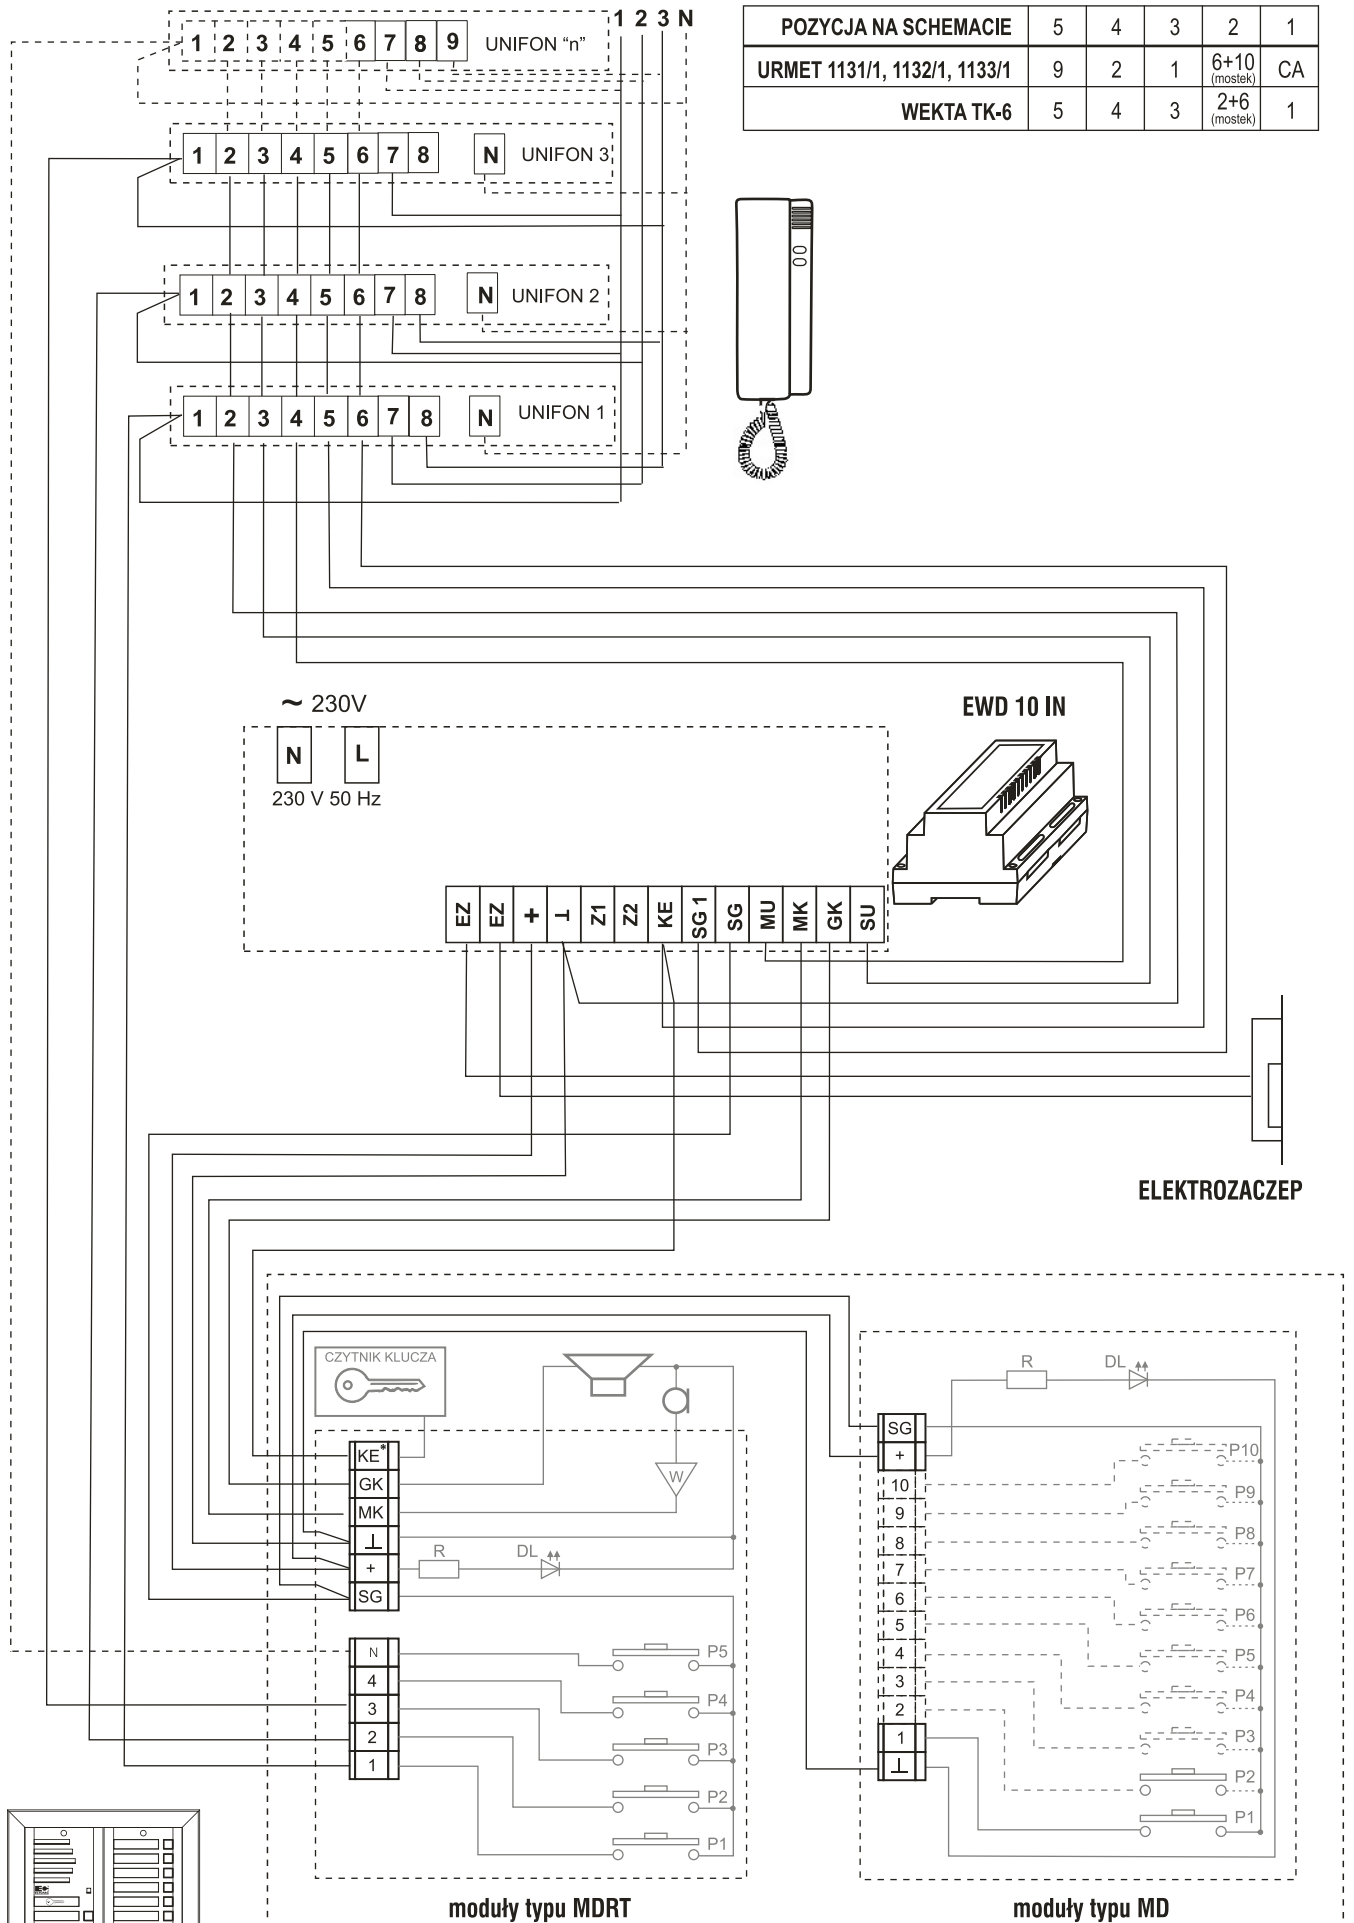 1 2 3 N
1 2 3 4 5 6 7 8 9 UNIFON “n”
POZYCJA NA SCHEMACIE 5 4 3 2 1
URMET 1131/1, 1132/1, 1133/1 9 2 1 6+10 (mostek) CA
WEKTA TK-6 5 4 3 2+6 (mostek) 1
1 2 3 4 5 6 7 8 N UNIFON 3
1 2 3 4 5 6 7 8 N UNIFON 2
1 2 3 4 5 6 7 8 N UNIFON 1
~ 230V
N L
230 V 50 Hz
EWD 10 IN
EZ EZ + ⊥ Z1 Z2 KE SG 1 SG MU MK GK SU
ELEKTROZACZEP
CZYTNIK KLUCZA
KE*
GK
MK
⊥
+
SG
W
R DL
N
4
3
2
1
P5
P4
P3
P2
P1
moduły typu MDRT
R DL
SG
+
10
9
8
7
6
5
4
3
2
1
⊥
P10
P9
P8
P7
P6
P5
P4
P3
P2
P1
moduły typu MD